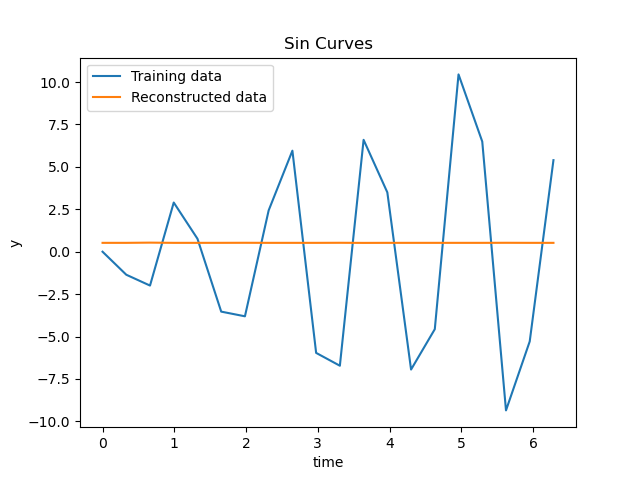 Sin Curves
Training data
Reconstructed data
10.0
7.5
5.0
2.5
0.0
−2.5
−5.0
−7.5
−10.0
y
0 1 2 3 4 5 6
time